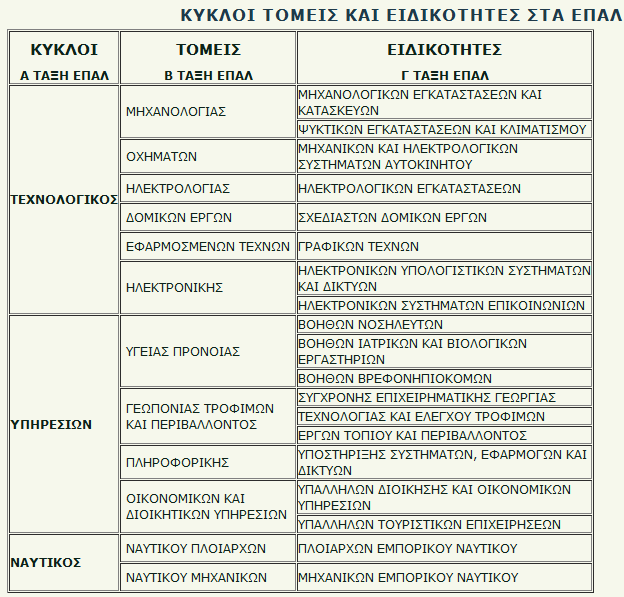 ΚΥΚΛΟΙ ΤΟΜΕΙΣ ΚΑΙ ΕΙΔΙΚΟΤΗΤΕΣ ΣΤΑ ΕΠΑΛ
ΚΥΚΛΟΙ
Α ΤΑΞΗ ΕΠΑΛ
ΤΟΜΕΙΣ
Β ΤΑΞΗ ΕΠΑΛ
ΕΙΔΙΚΟΤΗΤΕΣ
Γ ΤΑΞΗ ΕΠΑΛ
ΤΕΧΝΟΛΟΓΙΚΟΣ
ΜΗΧΑΝΟΛΟΓΙΑΣ
ΜΗΧΑΝΟΛΟΓΙΚΩΝ ΕΓΚΑΤΑΣΤΑΣΕΩΝ ΚΑΙ
ΚΑΤΑΣΚΕΥΩΝ
ΨΥΚΤΙΚΩΝ ΕΓΚΑΤΑΣΤΑΣΕΩΝ ΚΑΙ ΚΛΙΜΑΤΙΣΜΟΥ
ΟΧΗΜΑΤΩΝ
ΜΗΧΑΝΙΚΩΝ ΚΑΙ ΗΛΕΚΤΡΟΛΟΓΙΚΩΝ
ΣΥΣΤΗΜΑΤΩΝ ΑΥΤΟΚΙΝΗΤΟΥ
ΗΛΕΚΤΡΟΛΟΓΙΑΣ
ΗΛΕΚΤΡΟΛΟΓΙΚΩΝ ΕΓΚΑΤΑΣΤΑΣΕΩΝ
ΔΟΜΙΚΩΝ ΕΡΓΩΝ
ΣΧΕΔΙΑΣΤΩΝ ΔΟΜΙΚΩΝ ΕΡΓΩΝ
ΕΦΑΡΜΟΣΜΕΝΩΝ ΤΕΧΝΩΝ
ΓΡΑΦΙΚΩΝ ΤΕΧΝΩΝ
ΗΛΕΚΤΡΟΝΙΚΗΣ
ΗΛΕΚΤΡΟΝΙΚΩΝ ΥΠΟΛΟΓΙΣΤΙΚΩΝ ΣΥΣΤΗΜΑΤΩΝ
ΚΑΙ ΔΙΚΤΥΩΝ
ΗΛΕΚΤΡΟΝΙΚΩΝ ΣΥΣΤΗΜΑΤΩΝ ΕΠΙΚΟΙΝΩΝΙΩΝ
ΥΠΗΡΕΣΙΩΝ
ΥΓΕΙΑΣ ΠΡΟΝΟΙΑΣ
ΒΟΗΘΩΝ ΝΟΣΗΛΕΥΤΩΝ
ΒΟΗΘΩΝ ΙΑΤΡΙΚΩΝ ΚΑΙ ΒΙΟΛΟΓΙΚΩΝ
ΕΡΓΑΣΤΗΡΙΩΝ
ΒΟΗΘΩΝ ΒΡΕΦΟΝΗΠΙΟΚΟΜΩΝ
ΓΕΩΠΟΝΙΑΣ ΤΡΟΦΙΜΩΝ
ΚΑΙ ΠΕΡΙΒΑΛΛΟΝΤΟΣ
ΣΥΓΧΡΟΝΗΣ ΕΠΙΧΕΙΡΗΜΑΤΙΚΗΣ ΓΕΩΡΓΙΑΣ
ΤΕΧΝΟΛΟΓΙΑΣ ΚΑΙ ΕΛΕΓΧΟΥ ΤΡΟΦΙΜΩΝ
ΕΡΓΩΝ ΤΟΠΙΟΥ ΚΑΙ ΠΕΡΙΒΑΛΛΟΝΤΟΣ
ΠΛΗΡΟΦΟΡΙΚΗΣ
ΥΠΟΣΤΗΡΙΞΗΣ ΣΥΣΤΗΜΑΤΩΝ, ΕΦΑΡΜΟΓΩΝ ΚΑΙ
ΔΙΚΤΥΩΝ
ΟΙΚΟΝΟΜΙΚΩΝ ΚΑΙ
ΔΙΟΙΚΗΤΙΚΩΝ ΥΠΗΡΕΣΙΩΝ
ΥΠΑΛΛΗΛΩΝ ΔΙΟΙΚΗΣΗΣ ΚΑΙ ΟΙΚΟΝΟΜΙΚΩΝ
ΥΠΗΡΕΣΙΩΝ
ΥΠΑΛΛΗΛΩΝ ΤΟΥΡΙΣΤΙΚΩΝ ΕΠΙΧΕΙΡΗΣΕΩΝ
ΝΑΥΤΙΚΟΣ
ΝΑΥΤΙΚΟΥ ΠΛΟΙΑΡΧΩΝ
ΠΛΟΙΑΡΧΩΝ ΕΜΠΟΡΙΚΟΥ ΝΑΥΤΙΚΟΥ
ΝΑΥΤΙΚΟΥ ΜΗΧΑΝΙΚΩΝ
ΜΗΧΑΝΙΚΩΝ ΕΜΠΟΡΙΚΟΥ ΝΑΥΤΙΚΟΥ